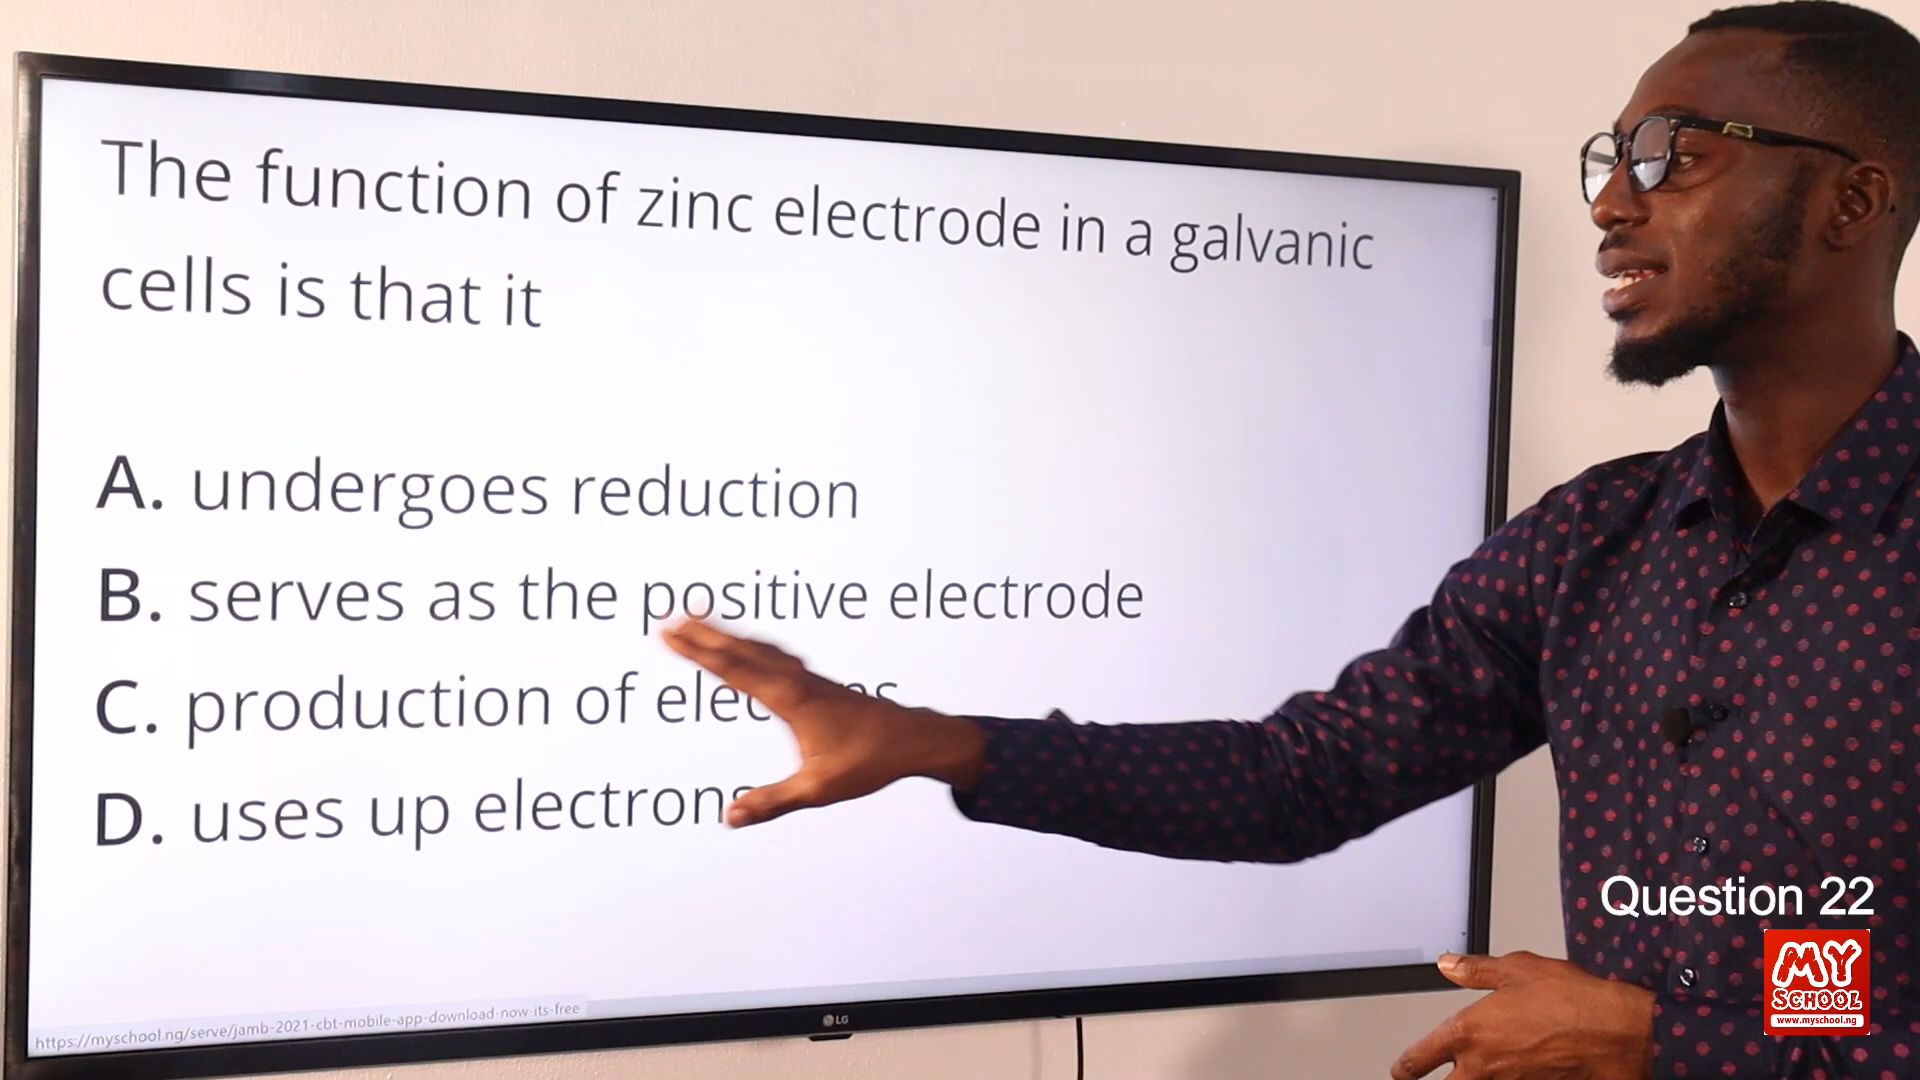 The function of zinc electrode in a galvanic
cells is that it
A. undergoes reduction
B. serves as the positive electrode
C. production of
D. uses up electrons
https://myschool.ng/serve/jamb-2021-cbt-mobile-app-download-now-its-free
LG
Question 22
MY
SCHOOL
www.myschool.ng